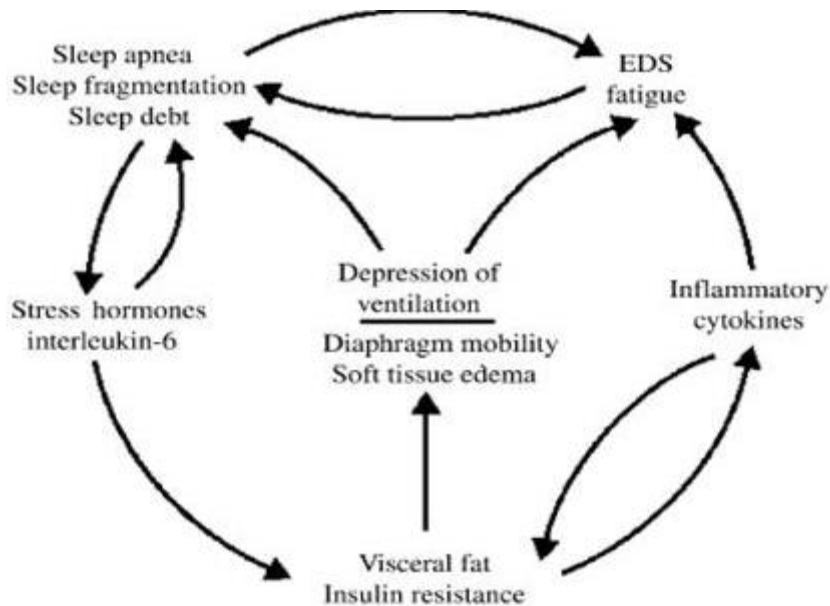 Sleep apnea
Sleep fragmentation
Sleep debt
EDS
fatigue
Stress hormones
interleukin-6
Depression of
ventilation
Diaphragm mobility
Soft tissue edema
Inflammatory
cytokines
Visceral fat
Insulin resistance